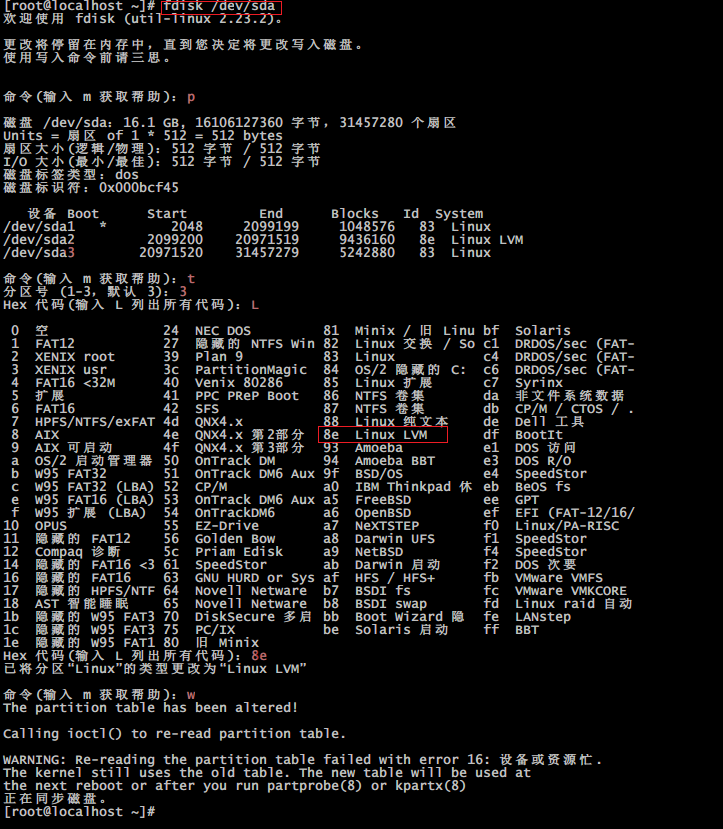 [root@localhost ~]# fdisk /dev/sda
欢迎使用 fdisk (util-linux 2.23.2)。
更改将停留在内存中，直到您决定将更改写入磁盘。
使用写入命令前请三思。
命令(输入 m 获取帮助)：p
磁盘 /dev/sda：16.1 GB, 16106127360 字节，31457280 个扇区
Units = 扇区 of 1 * 512 = 512 bytes
扇区大小(逻辑/物理)：512 字节 / 512 字节
I/O 大小(最小/最佳)：512 字节 / 512 字节
磁盘标签类型：dos
磁盘标识符：0x000bcf45
设备 Boot      Start         End      Blocks   Id  System
/dev/sda1   *        2048     2099199     1048576   83  Linux
/dev/sda2         2099200    20971519     9436160   8e  Linux LVM
/dev/sda3        20971520    31457279     5242880   83  Linux
命令(输入 m 获取帮助)：t
分区号 (1-3，默认 3)：3
Hex 代码(输入 L 列出所有代码)：L
0  空              24  NEC DOS         81  Minix / 旧 Linu bf  Solaris
1  FAT12           27  隐藏的 NTFS Win 82  Linux 交换 / So c1  DRDOS/sec (FAT-
2  XENIX root      39  Plan 9          83  Linux           c4  DRDOS/sec (FAT-
3  XENIX usr       3c  PartitionMagic  84  OS/2 隐藏的 C:  c6  DRDOS/sec (FAT-
4  FAT16 <32M      40  Venix 80286     85  Linux 扩展      c7  Syrinx
5  扩展            41  PPC PReP Boot   86  NTFS 卷集       da  非文件系统数据
6  FAT16           42  SFS             87  NTFS 卷集       db  CP/M / CTOS / .
7  HPFS/NTFS/exFAT 4d  QNX4.x          88  Linux 纯文本    de  Dell 工具
8  AIX             4e  QNX4.x 第2部分  8e  Linux LVM       df  BootIt
9  AIX 可启动      4f  QNX4.x 第3部分  93  Amoeba          e1  DOS 访问
a  OS/2 启动管理器 50  OnTrack DM      94  Amoeba BBT      e3  DOS R/O
b  W95 FAT32       51  OnTrack DM6 Aux 9f  BSD/OS          e4  SpeedStor
c  W95 FAT32 (LBA) 52  CP/M            a0  IBM Thinkpad 休 eb  BeOS fs
e  W95 FAT16 (LBA) 53  OnTrack DM6 Aux a5  FreeBSD         ee  GPT
f  W95 扩展 (LBA)  54  OnTrackDM6      a6  OpenBSD         ef  EFI (FAT-12/16/
10  OPUS            55  EZ-Drive        a7  NeXTSTEP        f0  Linux/PA-RISC
11  隐藏的 FAT12    56  Golden Bow      a8  Darwin UFS      f1  SpeedStor
12  Compaq 诊断     5c  Priam Edisk     a9  NetBSD          f4  SpeedStor
14  隐藏的 FAT16 <3 61  SpeedStor       ab  Darwin 启动     f2  DOS 次要
16  隐藏的 FAT16    63  GNU HURD or Sys af  HFS / HFS+      fb  VMware VMFS
17  隐藏的 HPFS/NTF 64  Novell Netware  b7  BSDI fs         fc  VMware VMKCORE
18  AST 智能睡眠    65  Novell Netware  b8  BSDI swap       fd  Linux raid 自动
1b  隐藏的 W95 FAT3 70  DiskSecure 多启 bb  Boot Wizard 隐  fe  LANstep
1c  隐藏的 W95 FAT3 75  PC/IX           be  Solaris 启动    ff  BBT
1e  隐藏的 W95 FAT1 80  旧 Minix
Hex 代码(输入 L 列出所有代码)：8e
已将分区“Linux”的类型更改为“Linux LVM”
命令(输入 m 获取帮助)：w
The partition table has been altered!
Calling ioctl() to re-read partition table.
WARNING: Re-reading the partition table failed with error 16: 设备或资源忙.
The kernel still uses the old table. The new table will be used at
the next reboot or after you run partprobe(8) or kpartx(8)
正在同步磁盘。
[root@localhost ~]#